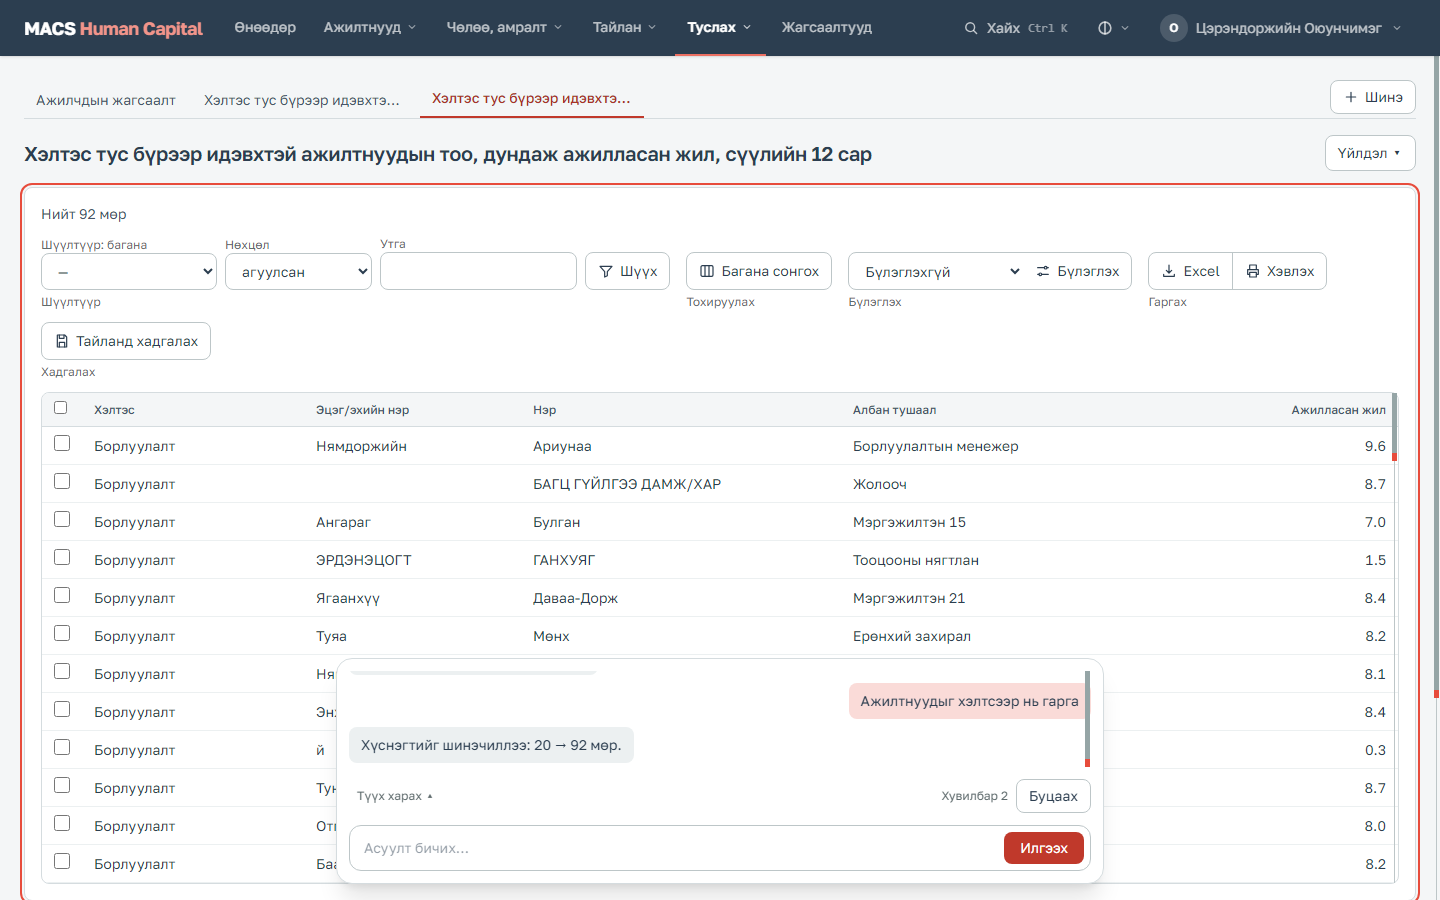 MACS Human Capital Өнөөдөр Ажилтнууд Чөлөө, амралт Тайлан Туслах Жагсаалтууд Хайх Ctrl K О Цэрэндоржийн Оюунчимэг
Ажилчдын жагсаалт Хэлтэс тус бүрээр идэвхтэ... Хэлтэс тус бүрээр идэвхтэ... + Шинэ
Хэлтэс тус бүрээр идэвхтэй ажилтнуудын тоо, дундаж ажилласан жил, сүүлийн 12 сар Үйлдэл
Нийт 92 мөр
Шүүлтүүр: багана Нөхцөл Утга
— агуулсан Шүүх Багана сонгох Бүлэглэхгүй Бүлэглэх Excel Хэвлэх
Шүүлтүүр Тохируулах Бүлэглэх Гаргах
Тайланд хадгалах
Хадгалах
Хэлтэс Эцэг/эхийн нэр Нэр Албан тушаал Ажилласан жил
Борлуулалт Нямдоржийн Ариунаа Борлуулалтын менежер 9.6
Борлуулалт БАГЦ ГҮЙЛГЭЭ ДАМЖ/ХАР Жолооч 8.7
Борлуулалт Ангараг Булган Мэргэжилтэн 15 7.0
Борлуулалт ЭРДЭНЭЦОГТ ГАНХУЯГ Тооцооны нягтлан 1.5
Борлуулалт Ягаанхүү Даваа-Дорж Мэргэжилтэн 21 8.4
Борлуулалт Туяа Мөнх Ерөнхий захирал 8.2
Борлуулалт 8.1
Борлуулалт 8.4
Борлуулалт й 0.3
Борлуулалт 8.7
Борлуулалт 8.0
Борлуулалт 8.2
Ажилтнуудыг хэлтсээр нь гарга
Хүснэгтийг шинэчиллээ: 20 → 92 мөр.
Түүх харах Хувилбар 2 Буцаах
Асуулт бичих... Илгээх